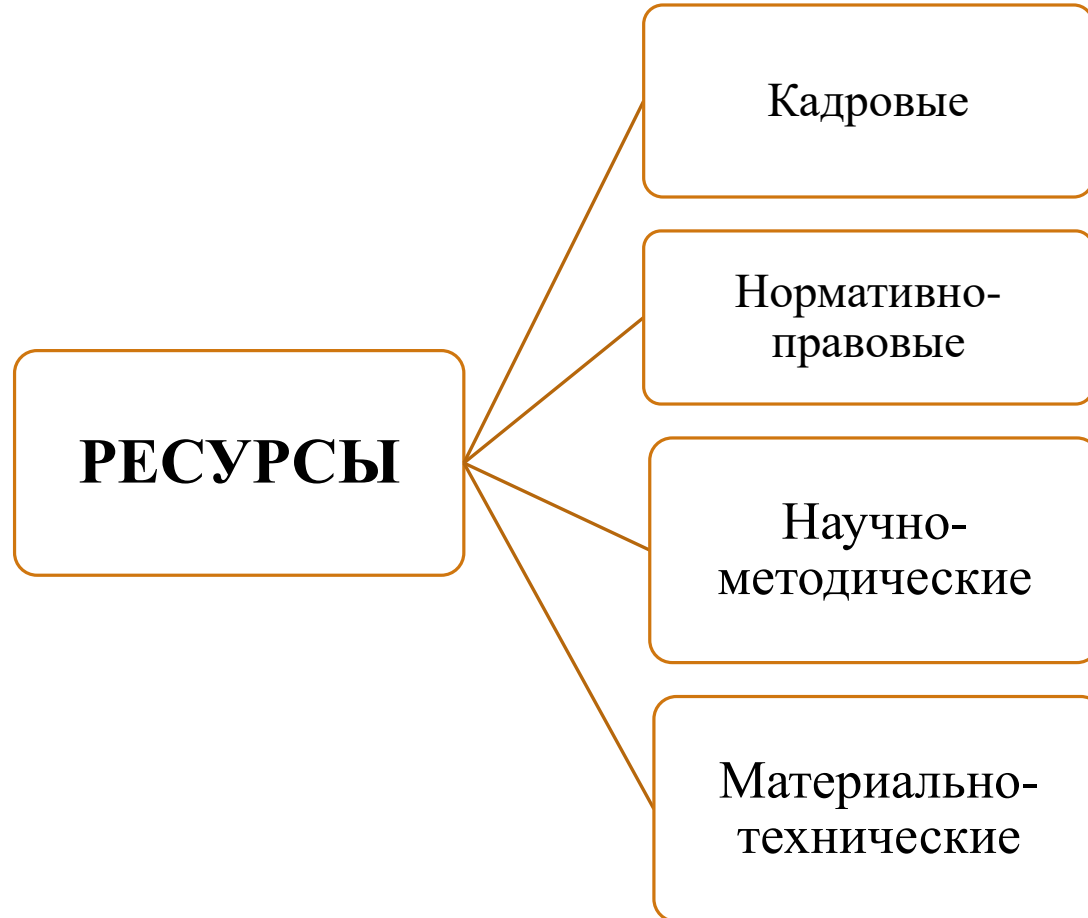 Кадровые
Нормативно-
правовые
РЕСУРСЫ
Научно-
методические
Материально-
технические